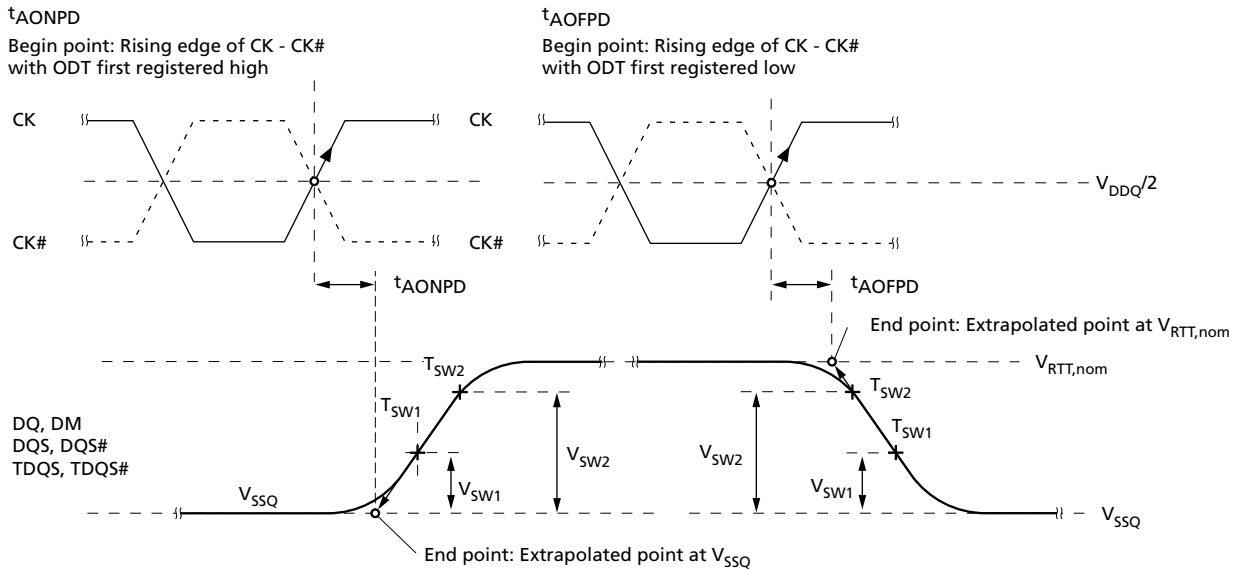 tAONPD
Begin point: Rising edge of CK - CK#
with ODT first registered high
tAOFPD
Begin point: Rising edge of CK - CK#
with ODT first registered low
CK
CK
VDDQ/2
CK#
CK#
tAONPD
tAOFPD
End point: Extrapolated point at VRTT,nom
VRTT,nom
TSW2
TSW2
TSW1
TSW1
DQ, DM
DQS, DQS#
TDQS, TDQS#
VSW2
VSW2
VSW1
VSW1
VSSQ
VSSQ
End point: Extrapolated point at VSSQ